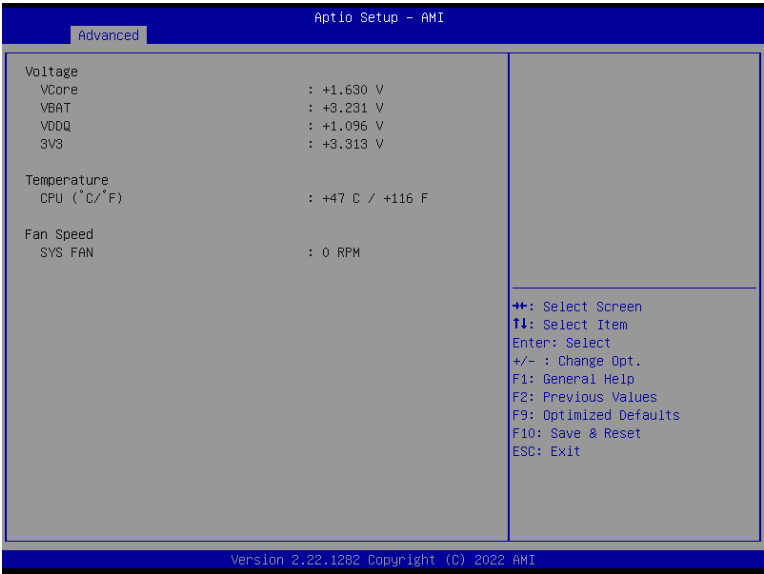 Aptio Setup – AMI
Advanced
Voltage
VCore : +1.630 V
VBAT : +3.231 V
VDDQ : +1.096 V
3V3 : +3.313 V
Temperature
CPU (°C/°F) : +47 C / +116 F
Fan Speed
SYS FAN : 0 RPM
→←: Select Screen
↑↓: Select Item
Enter: Select
+/– : Change Opt.
F1: General Help
F2: Previous Values
F9: Optimized Defaults
F10: Save & Reset
ESC: Exit
Version 2.22.1282 Copyright (C) 2022 AMI